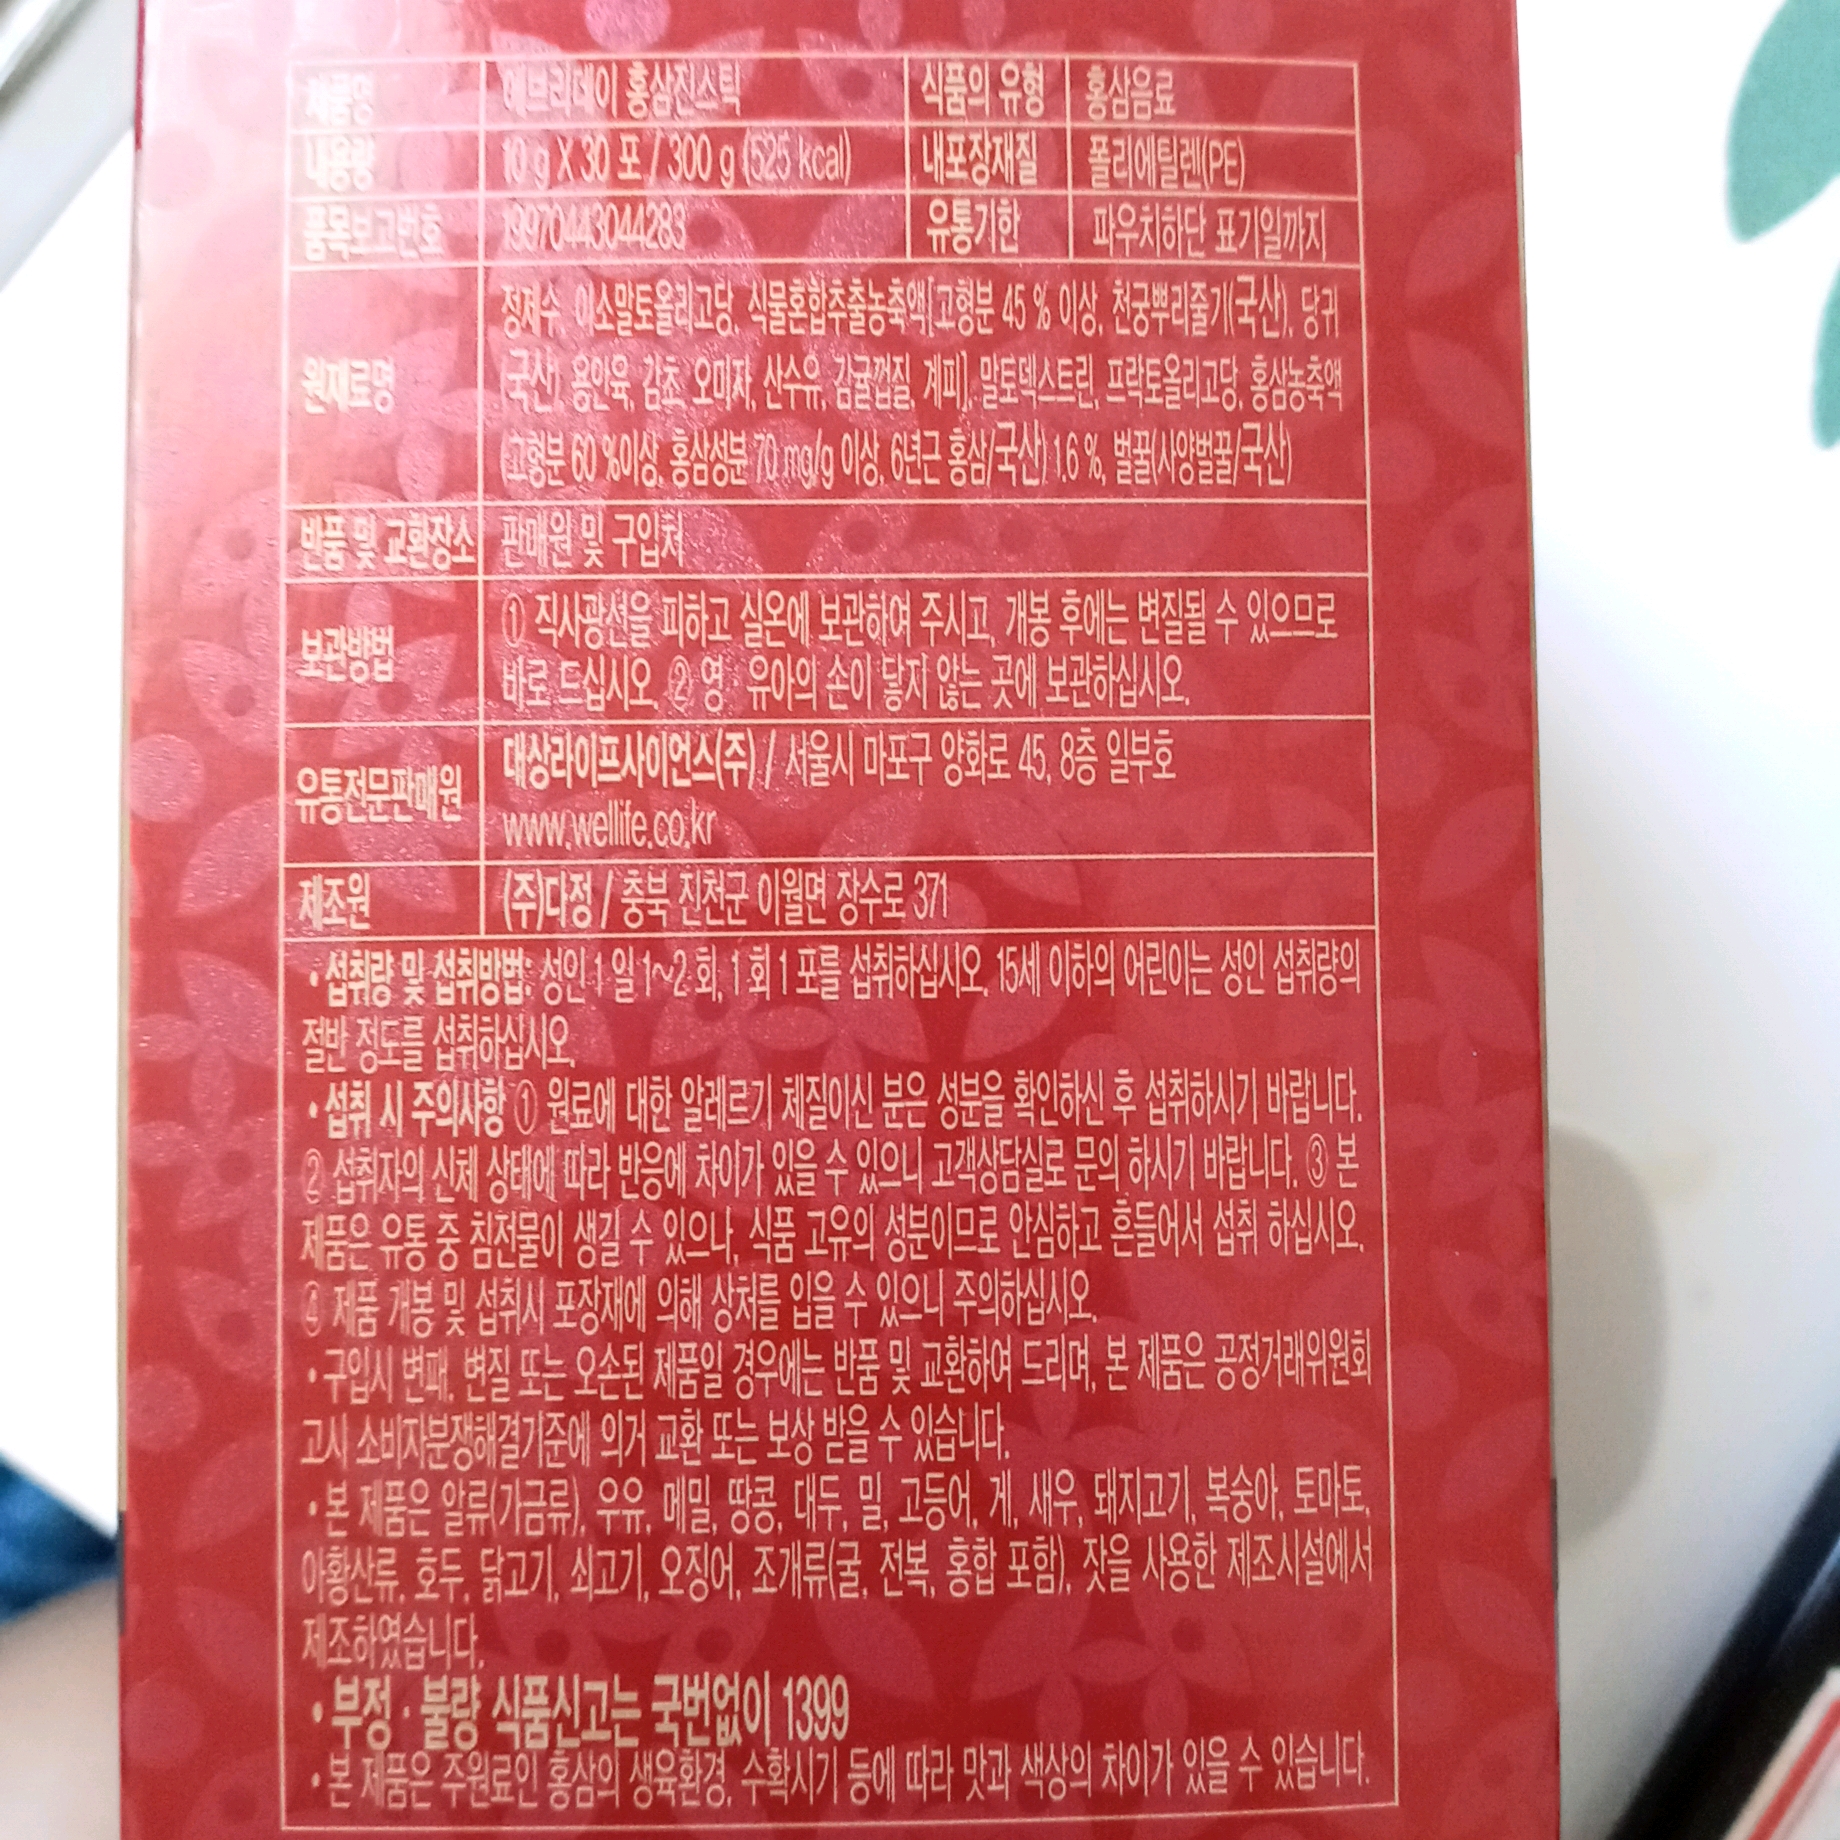 제품명 에브리데이 홍삼진스틱 식품의 유형 홍삼음료
내용량 10 g X 30 포 / 300 g (525 kcal) 내포장재질 폴리에틸렌(PE)
품목보고번호 19970443044283 유통기한 파우치하단 표기일까지
정제수, 이소말토올리고당, 식물혼합추출농축액[고형분 45 % 이상, 천궁뿌리줄기(국산), 당귀
원재료명 (국산), 용안육, 감초, 오미자, 산수유, 감귤껍질, 계피], 말토덱스트린, 프락토올리고당, 홍삼농축액
(고형분 60 %이상, 홍삼성분 70 mg/g 이상, 6년근 홍삼/국산) 1.6 %, 벌꿀(사양벌꿀/국산)
반품 및 교환장소 판매원 및 구입처
보관방법 ① 직사광선을 피하고 실온에 보관하여 주시고, 개봉 후에는 변질될 수 있으므로
바로 드십시오. ② 영 유아의 손이 닿지 않는 곳에 보관하십시오.
유통전문판매원 대상라이프사이언스(주) / 서울시 마포구 양화로 45, 8층 일부호
www.wellife.co.kr
제조원 (주)다정 / 충북 진천군 이월면 장수로 371
• 섭취량 및 섭취방법: 성인 1 일 1~2 회, 1 회 1 포를 섭취하십시오. 15세 이하의 어린이는 성인 섭취량의
절반 정도를 섭취하십시오.
• 섭취 시 주의사항 ① 원료에 대한 알레르기 체질이신 분은 성분을 확인하신 후 섭취하시기 바랍니다.
② 섭취자의 신체 상태에 따라 반응에 차이가 있을 수 있으니 고객상담실로 문의 하시기 바랍니다. ③ 본
제품은 유통 중 침전물이 생길 수 있으나, 식품 고유의 성분이므로 안심하고 흔들어서 섭취 하십시오.
④ 제품 개봉 및 섭취시 포장재에 의해 상처를 입을 수 있으니 주의하십시오.
• 구입시 변패, 변질 또는 오손된 제품일 경우에는 반품 및 교환하여 드리며, 본 제품은 공정거래위원회
고시 소비자분쟁해결기준에 의거 교환 또는 보상 받을 수 있습니다.
• 본 제품은 알류(가금류), 우유, 메밀, 땅콩, 대두, 밀, 고등어, 게, 새우, 돼지고기, 복숭아, 토마토,
아황산류, 호두, 닭고기, 쇠고기, 오징어, 조개류(굴, 전복, 홍합 포함), 잣을 사용한 제조시설에서
제조하였습니다.
• 부정 · 불량 식품신고는 국번없이 1399
• 본 제품은 주원료인 홍삼의 생육환경, 수확시기 등에 따라 맛과 색상의 차이가 있을 수 있습니다.